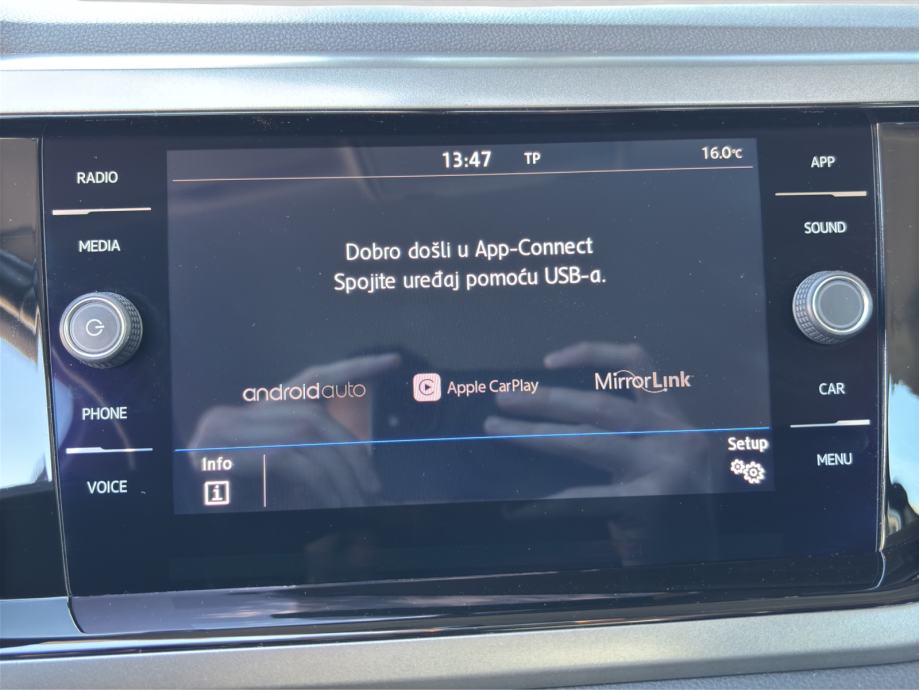 13:47 TP 16.0°C
RADIO
MEDIA
PHONE
VOICE
Dobro došli u App-Connect
Spojite uređaj pomoću USB-a.
androidauto Apple CarPlay MirrorLink
Info
Setup
APP
SOUND
CAR
MENU